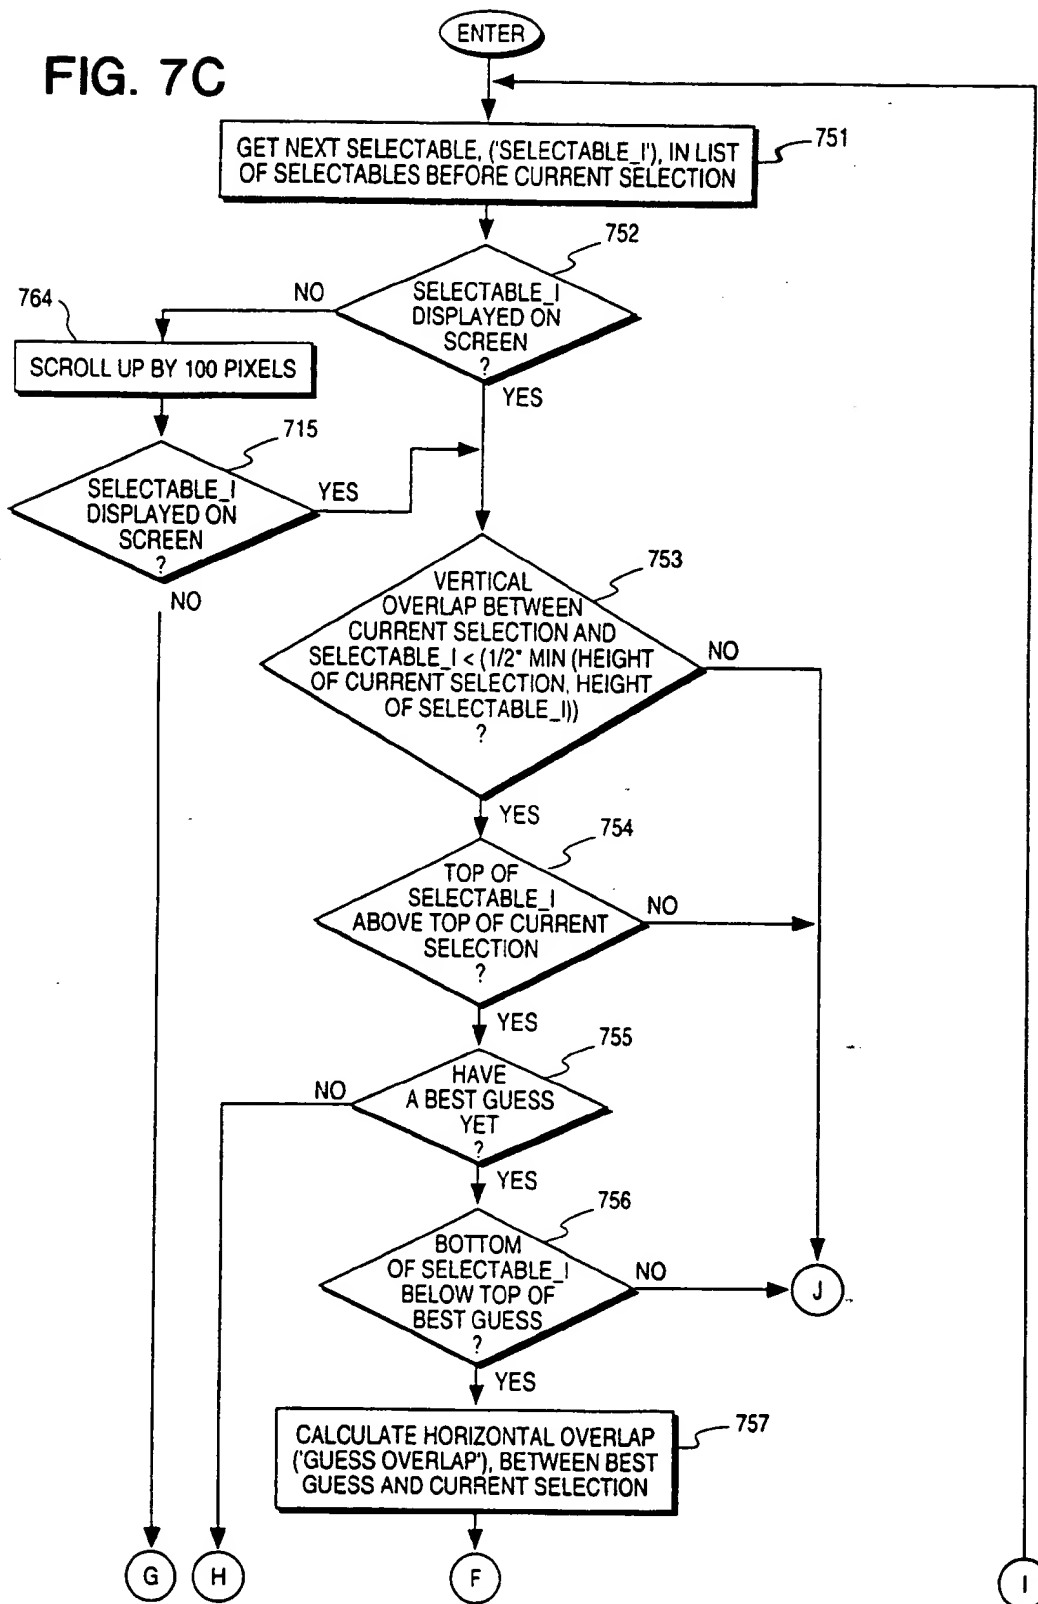 ENTER
FIG. 7C
GET NEXT SELECTABLE, ('SELECTABLE_I'), IN LIST
OF SELECTABLES BEFORE CURRENT SELECTION
751
752
SELECTABLE_I
DISPLAYED ON
SCREEN
?
NO
YES
764
SCROLL UP BY 100 PIXELS
715
SELECTABLE_I
DISPLAYED ON
SCREEN
?
YES
NO
753
VERTICAL
OVERLAP BETWEEN
CURRENT SELECTION AND
SELECTABLE_I < (1/2* MIN (HEIGHT
OF CURRENT SELECTION, HEIGHT
OF SELECTABLE_I))
?
NO
YES
754
TOP OF
SELECTABLE_I
ABOVE TOP OF CURRENT
SELECTION
?
NO
YES
755
HAVE
A BEST GUESS
YET
?
NO
YES
756
BOTTOM
OF SELECTABLE_I
BELOW TOP OF
BEST GUESS
?
NO
J
YES
757
CALCULATE HORIZONTAL OVERLAP
('GUESS OVERLAP'), BETWEEN BEST
GUESS AND CURRENT SELECTION
G
H
F
I